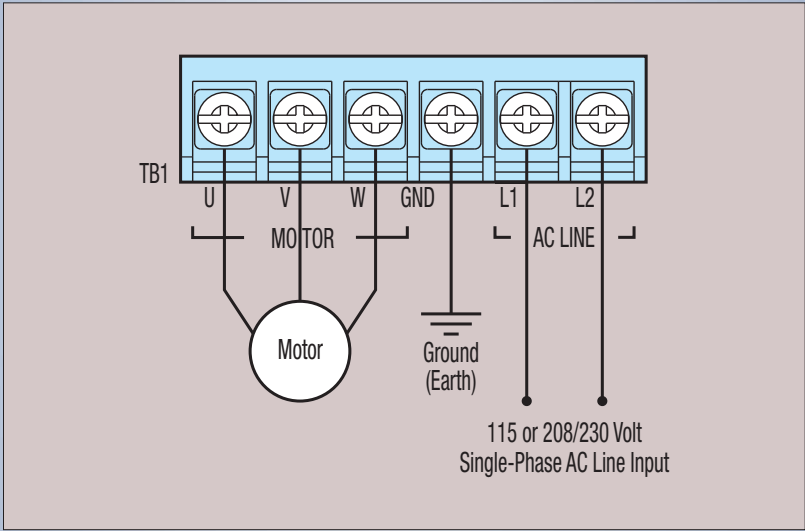 TB1
U V W GND L1 L2
MOTOR AC LINE
Motor
Ground
(Earth)
115 or 208/230 Volt
Single-Phase AC Line Input